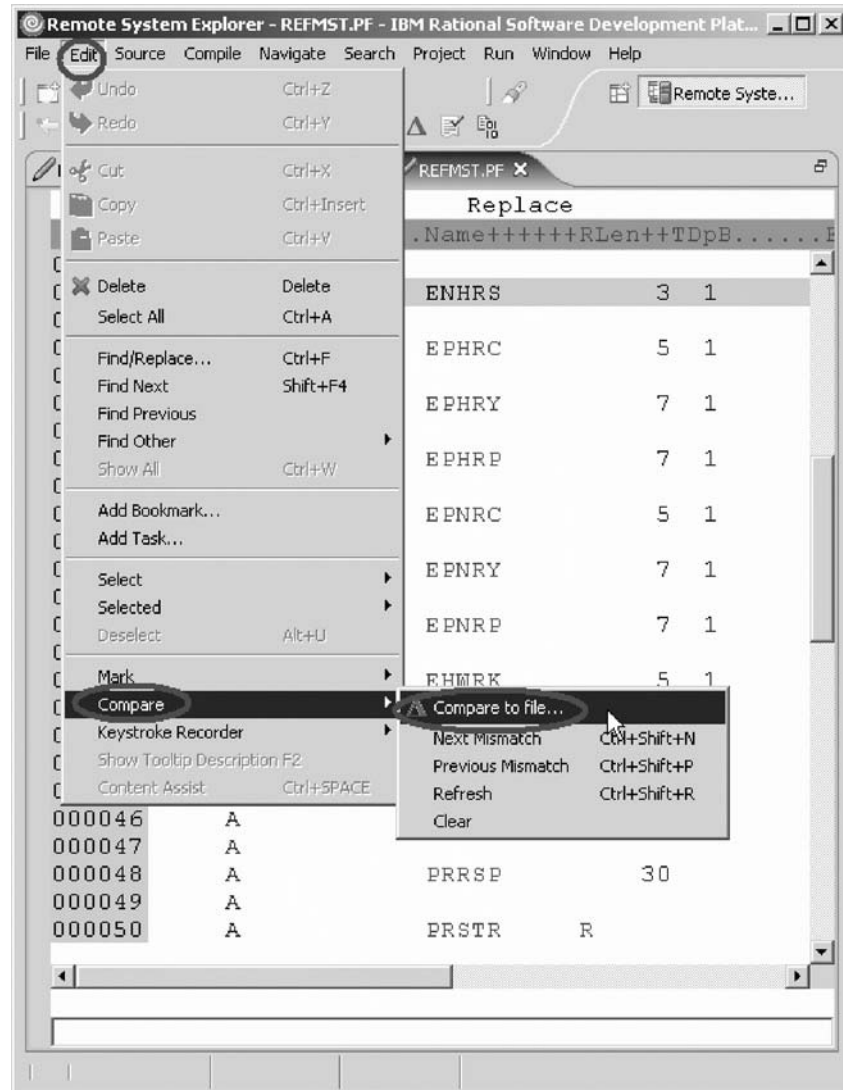 Remote System Explorer - REFMST.PF - IBM Rational Software Development Plat...
File Edit Source Compile Navigate Search Project Run Window Help
Undo Ctrl+Z
Remote Syste...
Redo Ctrl+Y
Cut Ctrl+X
REFMST.PF
Copy Ctrl+Insert
Replace
Paste Ctrl+V
.Name++++++RLen++TDpB......
Delete Delete
ENHRS 3 1
Select All Ctrl+A
EPHRC 5 1
Find/Replace... Ctrl+F
Find Next Shift+F4
EPHRY 7 1
Find Previous
Find Other
EPHRP 7 1
Show All Ctrl+W
Add Bookmark...
EPNRC 5 1
Add Task...
EPNRY 7 1
Select
Selected
EPNRP 7 1
Deselect Alt+U
Mark
EHWRK 5 1
Compare
Compare to file...
Keystroke Recorder
Next Mismatch Ctrl+Shift+N
Show Tooltip Description F2
Previous Mismatch Ctrl+Shift+P
Content Assist Ctrl+SPACE
Refresh Ctrl+Shift+R
000046 A
Clear
000047 A
000048 A PRRSP 30
000049 A
000050 A PRSTR R